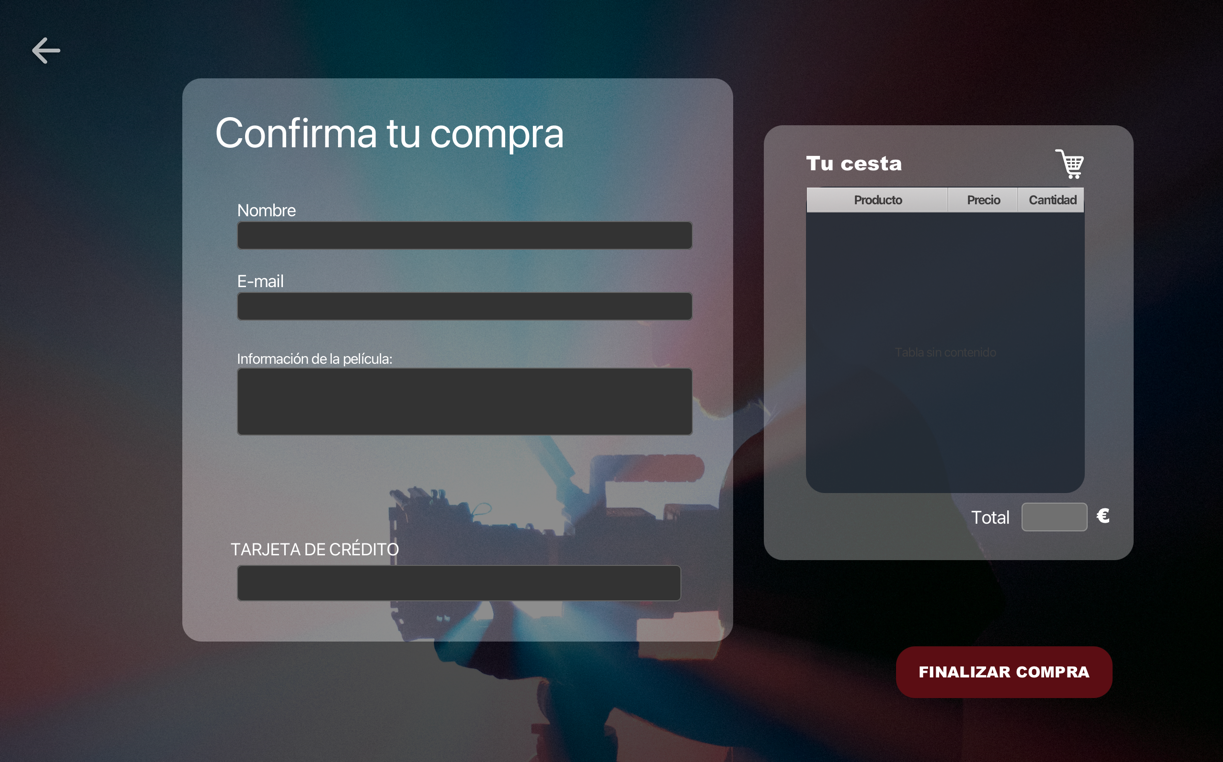 Confirma tu compra
Nombre
E-mail
Información de la película:
TARJETA DE CRÉDITO
Tu cesta
Producto Precio Cantidad
Tabla sin contenido
Total €
FINALIZAR COMPRA